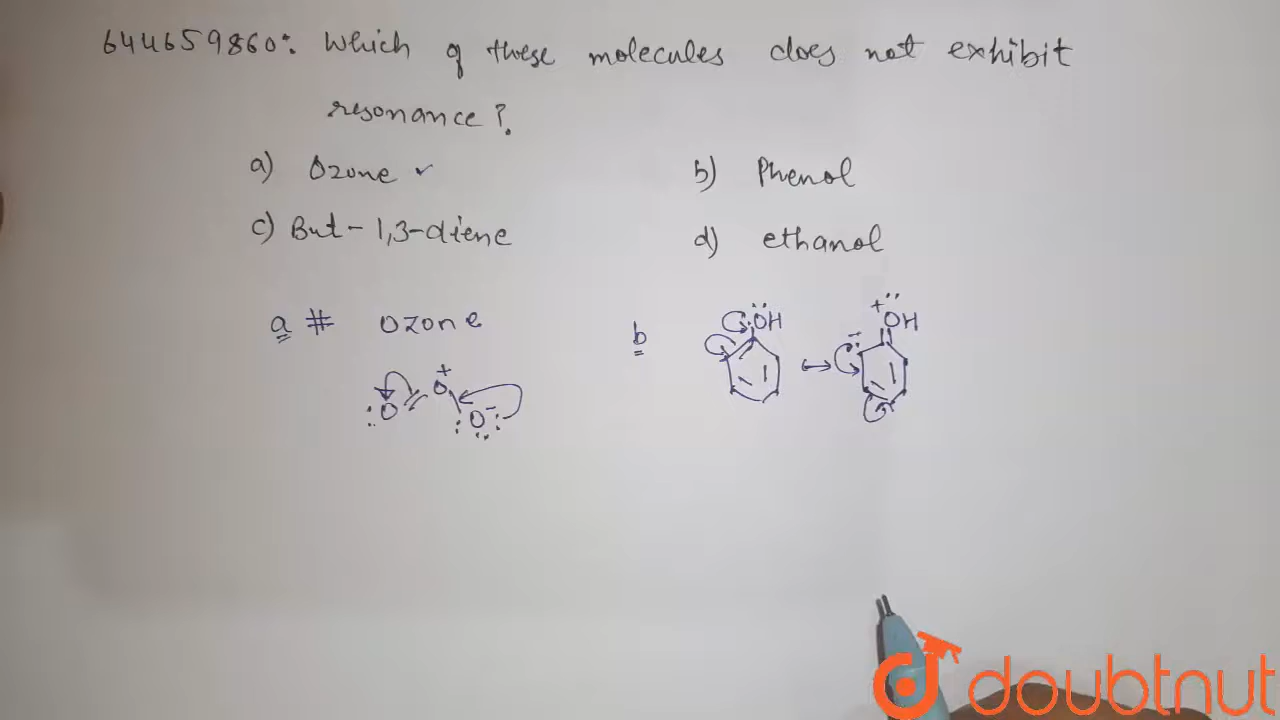 644659860: Which of these molecules does not exhibit
resonance?
a) Ozone ✓ b) Phenol
c) But-1,3-diene d) ethanol
a # ozone b
:OH +OH
O O+ O-
doubtnut